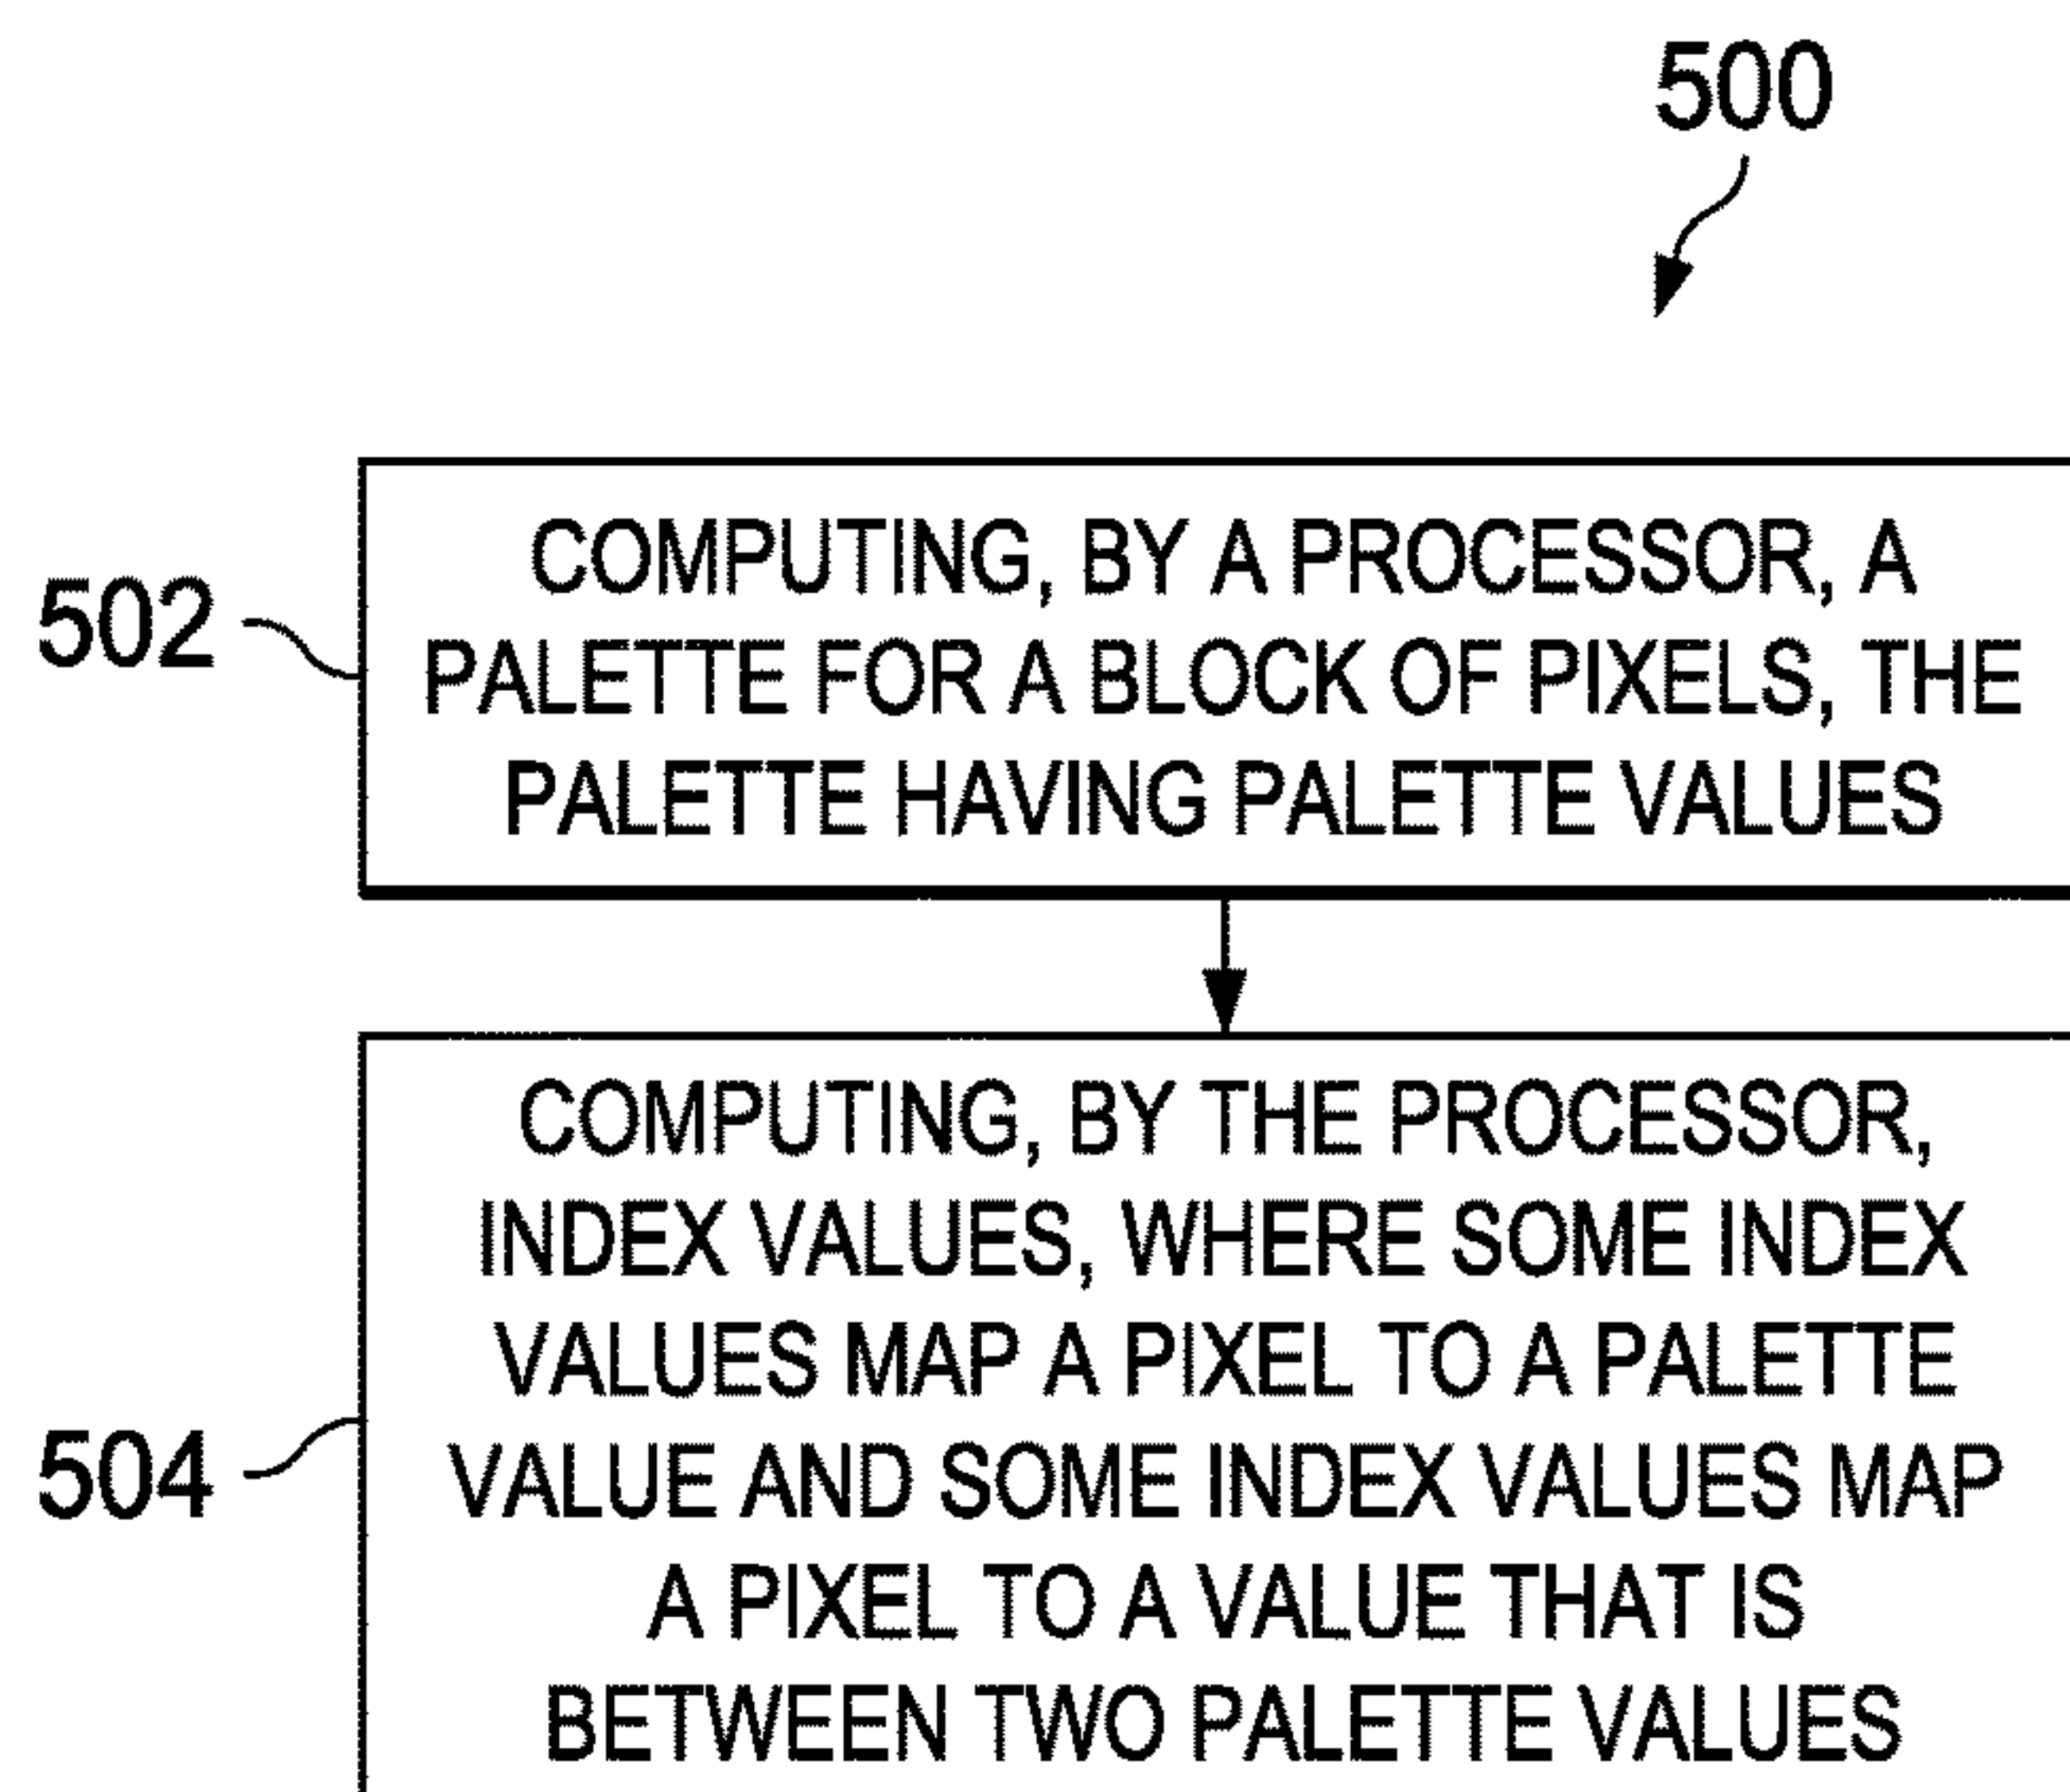 500
502
COMPUTING, BY A PROCESSOR, A
PALETTE FOR A BLOCK OF PIXELS, THE
PALETTE HAVING PALETTE VALUES
504
COMPUTING, BY THE PROCESSOR,
INDEX VALUES, WHERE SOME INDEX
VALUES MAP A PIXEL TO A PALETTE
VALUE AND SOME INDEX VALUES MAP
A PIXEL TO A VALUE THAT IS
BETWEEN TWO PALETTE VALUES